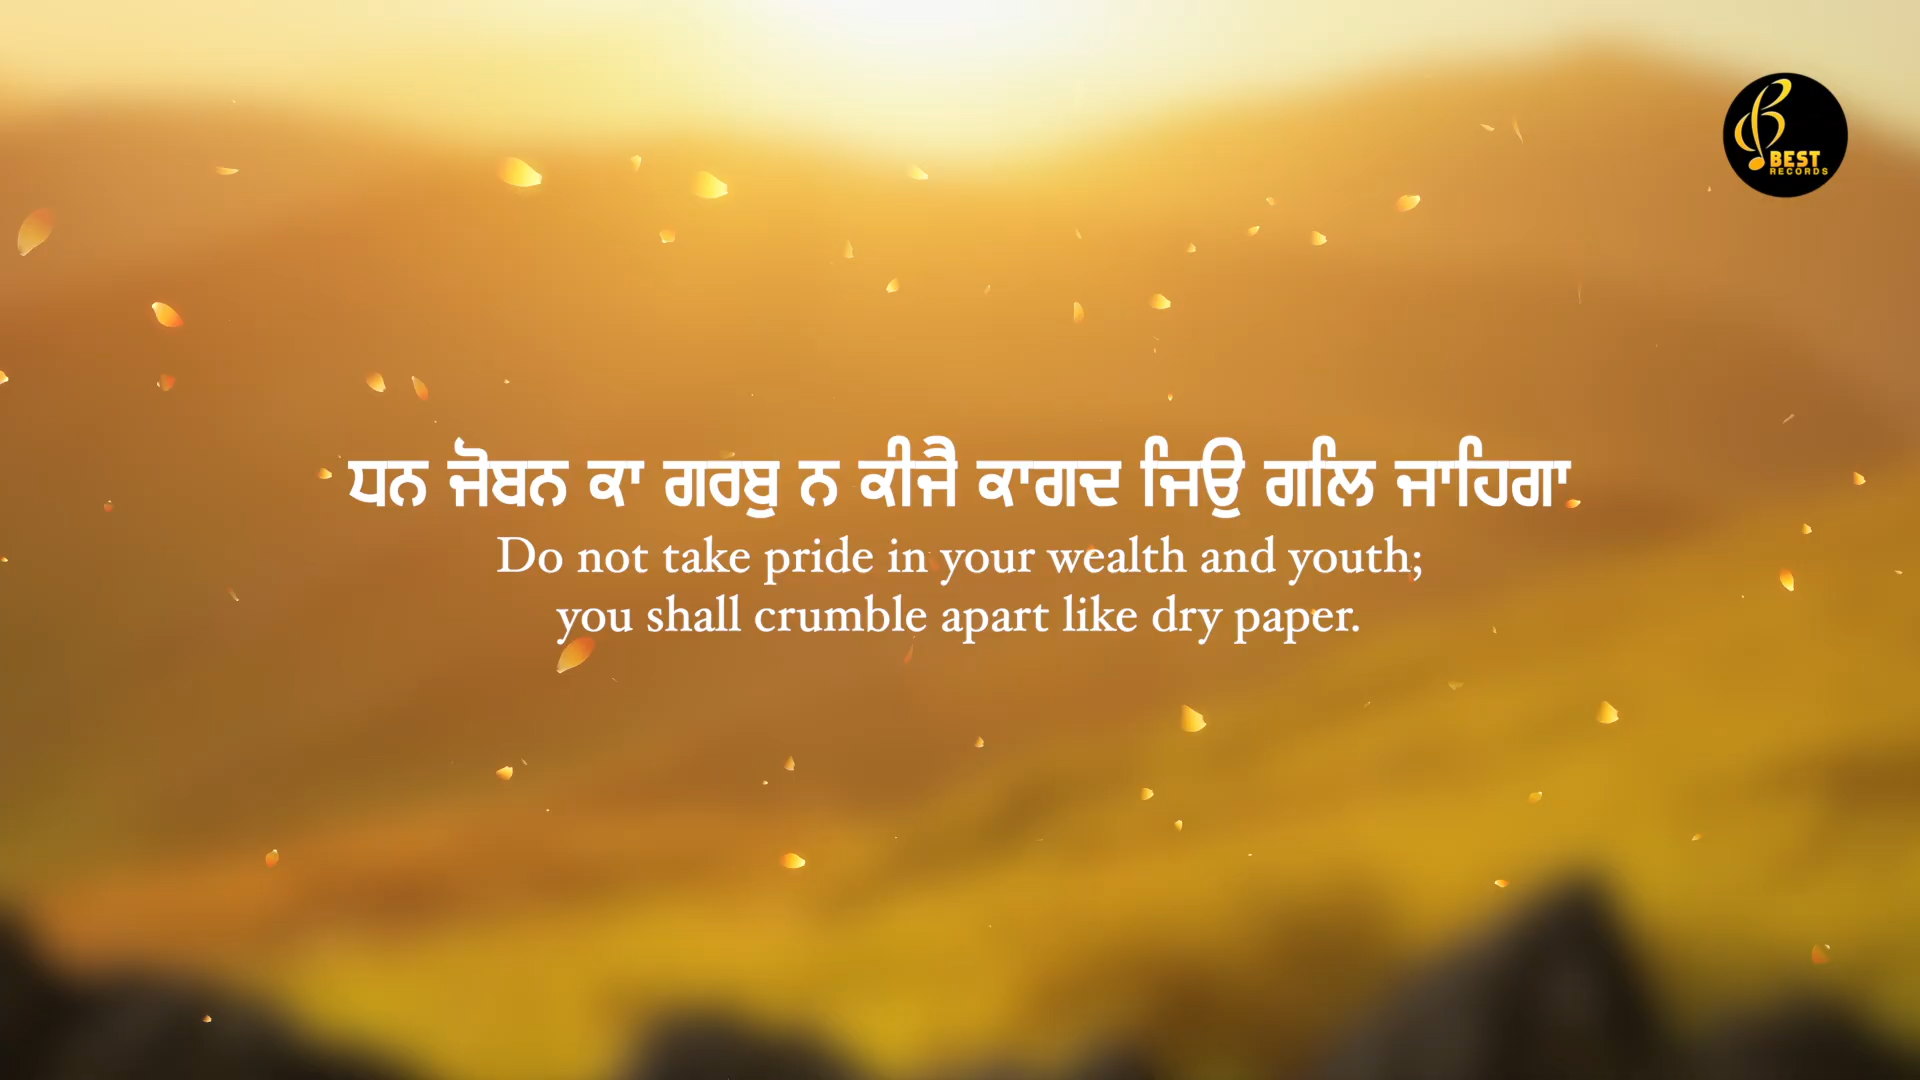 BEST
RECORDS
ਧਨ ਜੋਬਨ ਕਾ ਗਰਬੁ ਨ ਕੀਜੈ ਕਾਗਦ ਜਿਉ ਗਲਿ ਜਾਹਿਗਾ
Do not take pride in your wealth and youth;
you shall crumble apart like dry paper.